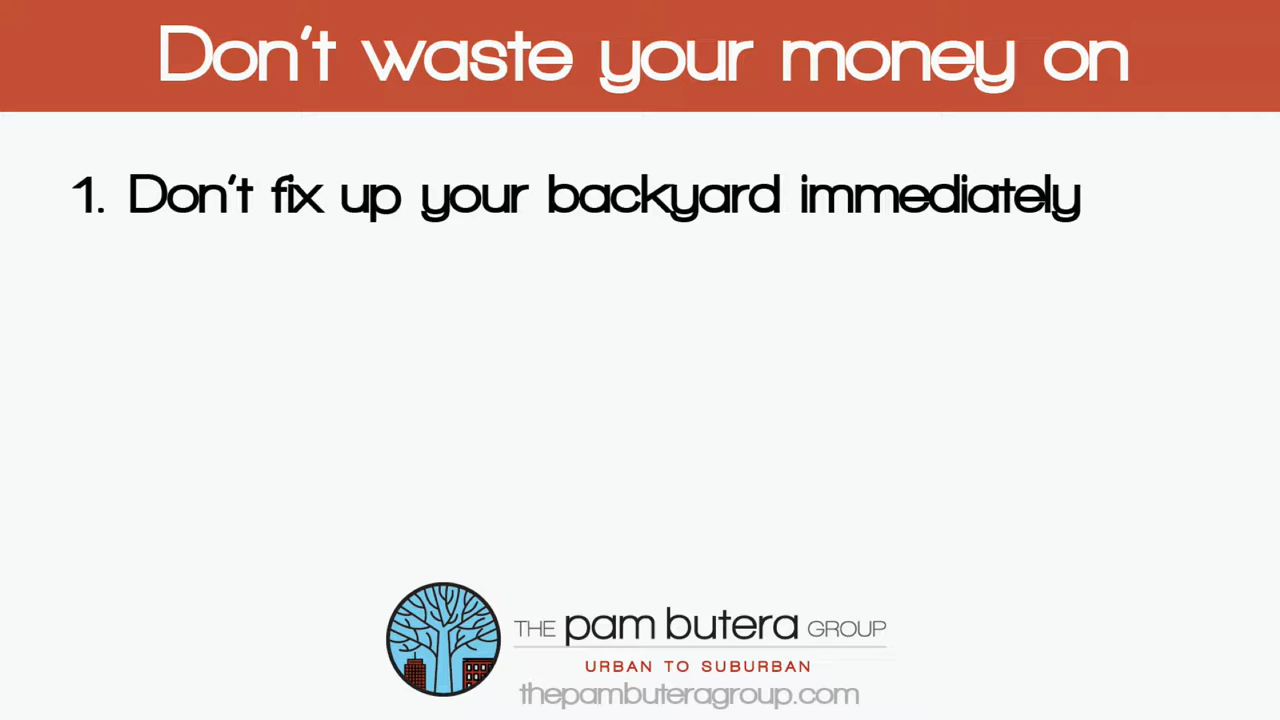 Don't waste your money on
1. Don't fix up your backyard immediately
THE pam butera GROUP
URBAN TO SUBURBAN
thepambuteragroup.com